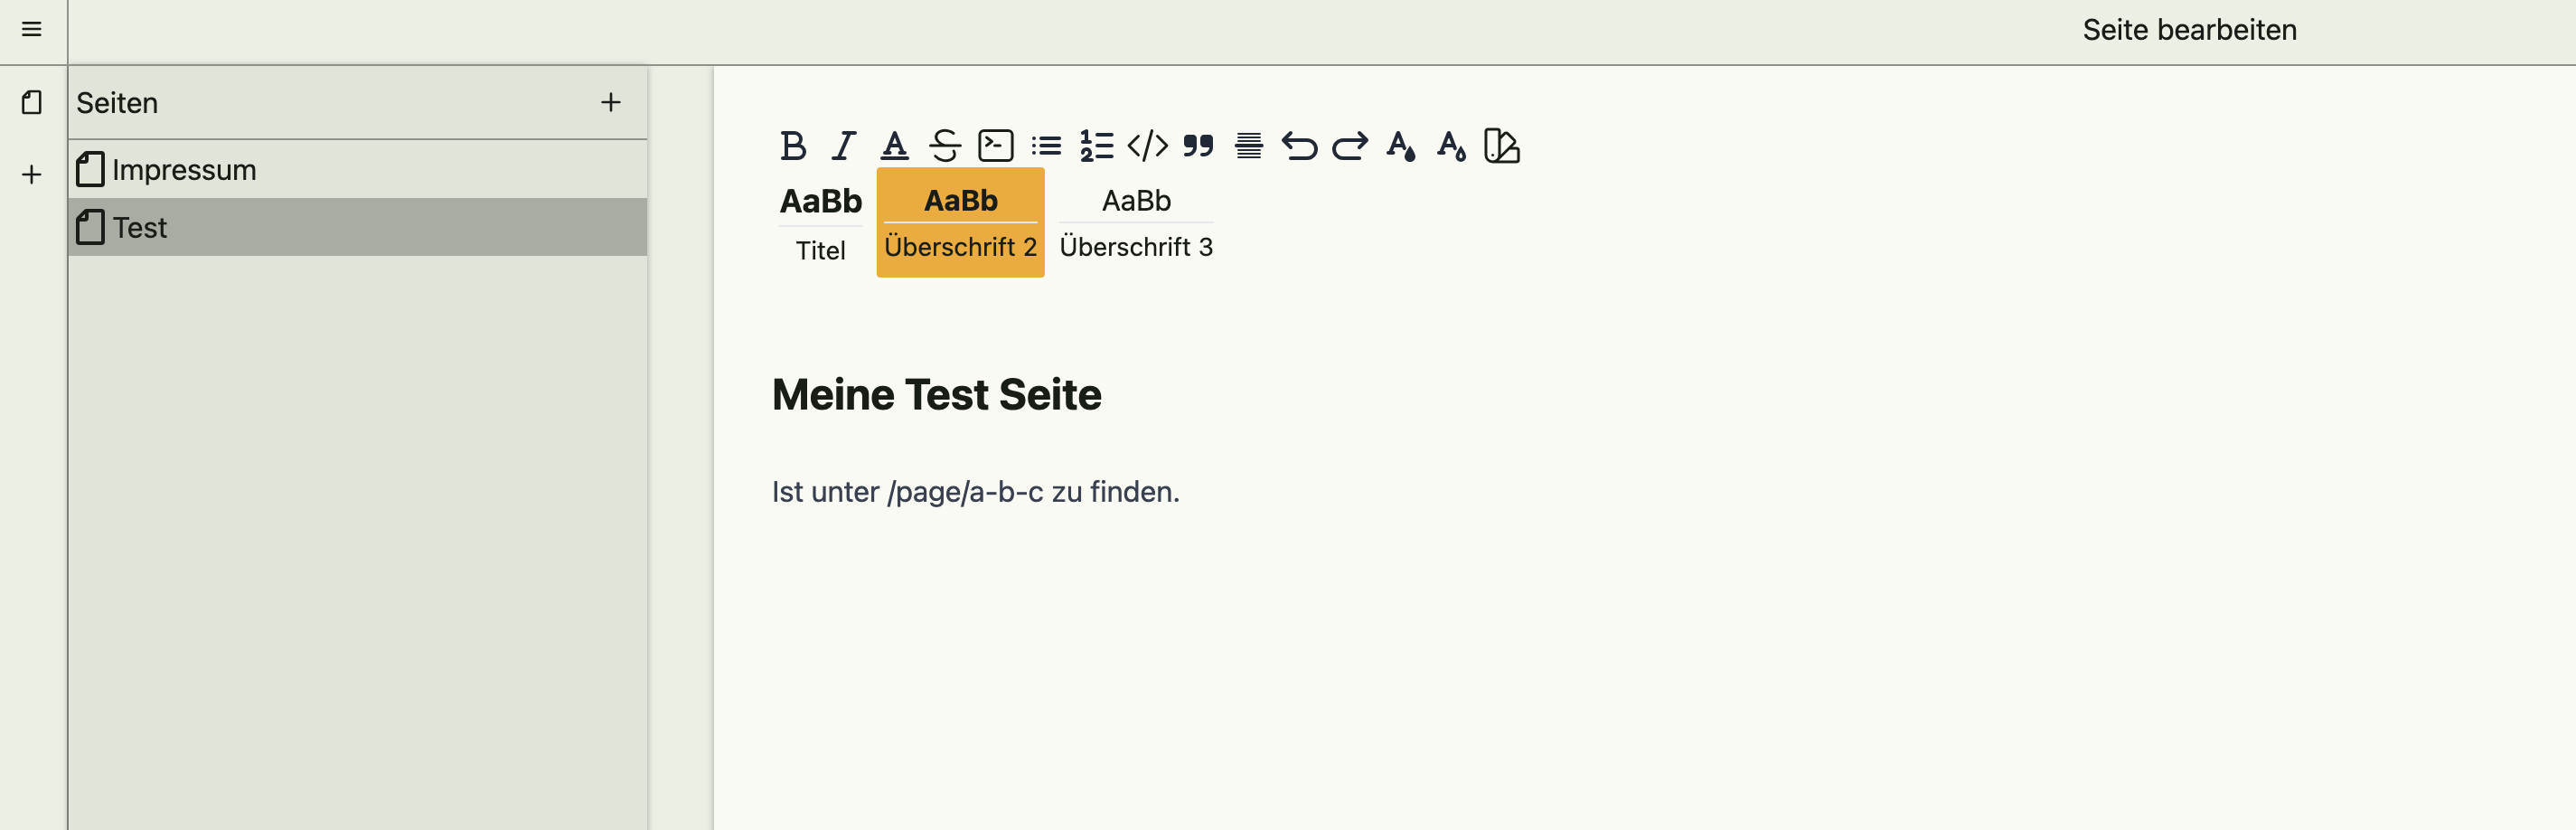 Seite bearbeiten
Seiten
Impressum
Test
AaBb AaBb AaBb
Titel Überschrift 2 Überschrift 3
Meine Test Seite
Ist unter /page/a-b-c zu finden.